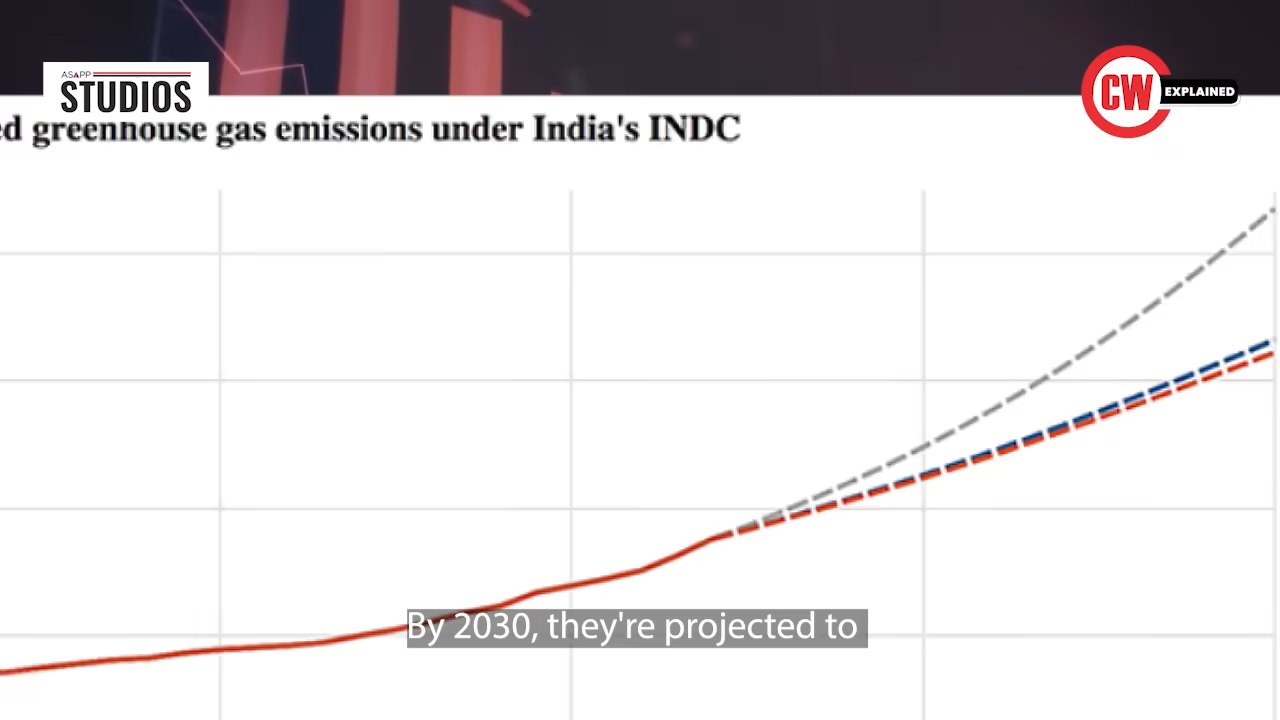 ASAPP
STUDIOS
CW EXPLAINED
ed greenhouse gas emissions under India's INDC
By 2030, they're projected to